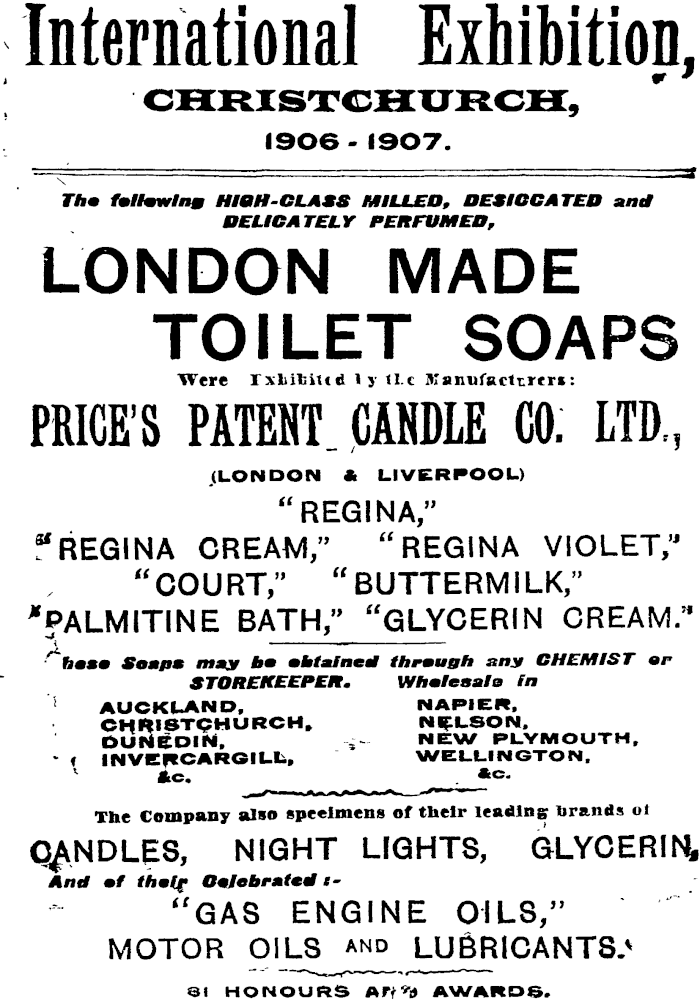 International Exhibition,
CHRISTCHURCH,
1906 - 1907.
The following HIGH-CLASS MILLED, DESICCATED and
DELICATELY PERFUMED,
LONDON MADE
TOILET SOAPS
Were Exhibited by the Manufacturers:
PRICE'S PATENT CANDLE CO. LTD.,
(LONDON & LIVERPOOL)
"REGINA,"
"REGINA CREAM," "REGINA VIOLET,"
"COURT," "BUTTERMILK,"
"PALMITINE BATH," "GLYCERIN CREAM."
hese Soaps may be obtained through any CHEMIST or
STOREKEEPER. Wholesale in
AUCKLAND, NAPIER,
CHRISTCHURCH, NELSON,
DUNEDIN, NEW PLYMOUTH,
INVERCARGILL, WELLINGTON,
&c. &c.
The Company also specimens of their leading brands of
CANDLES, NIGHT LIGHTS, GLYCERIN,
And of their Celebrated :-
"GAS ENGINE OILS,"
MOTOR OILS AND LUBRICANTS.
81 HONOURS AND AWARDS.